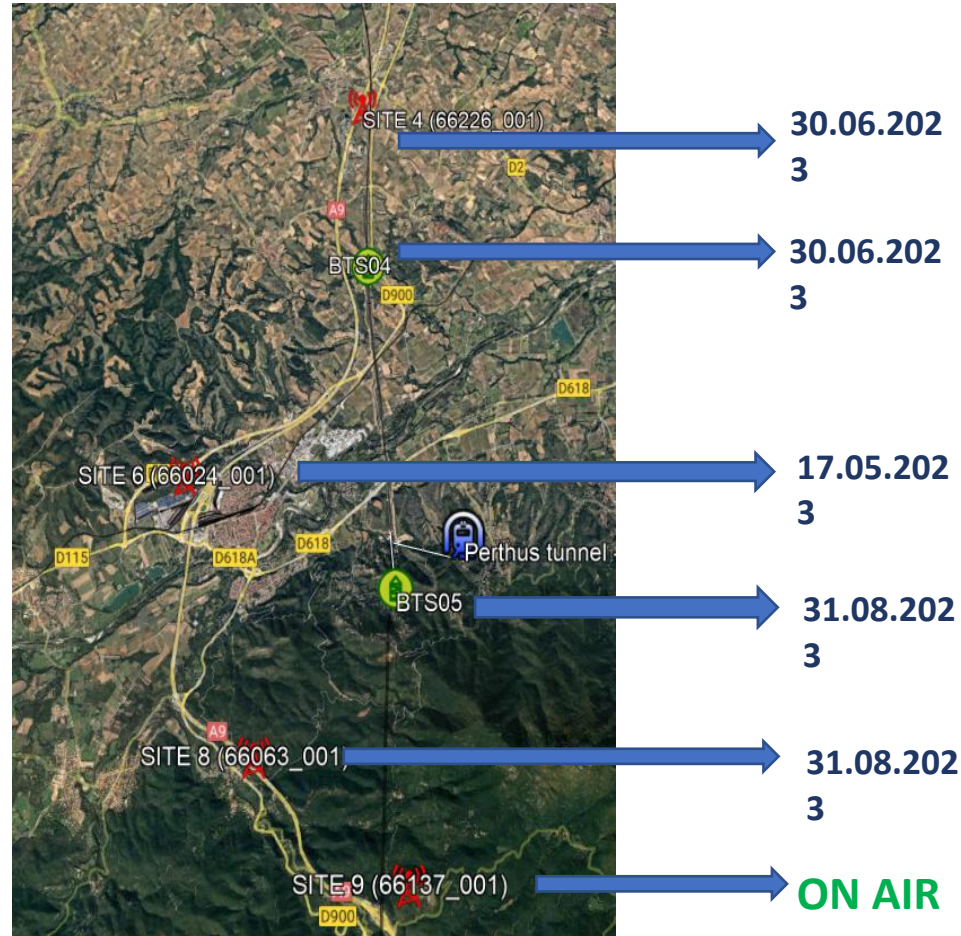 SITE 4 (66226_001)
30.06.202
3
D2
A9
BTS04
30.06.202
3
D900
D618
SITE 6 (66024_001)
17.05.202
3
D115
D618A
D618
Perthus tunnel -
BTS05
31.08.202
3
A9
SITE 8 (66063_001)
31.08.202
3
SITE 9 (66137_001)
A9
D900
ON AIR